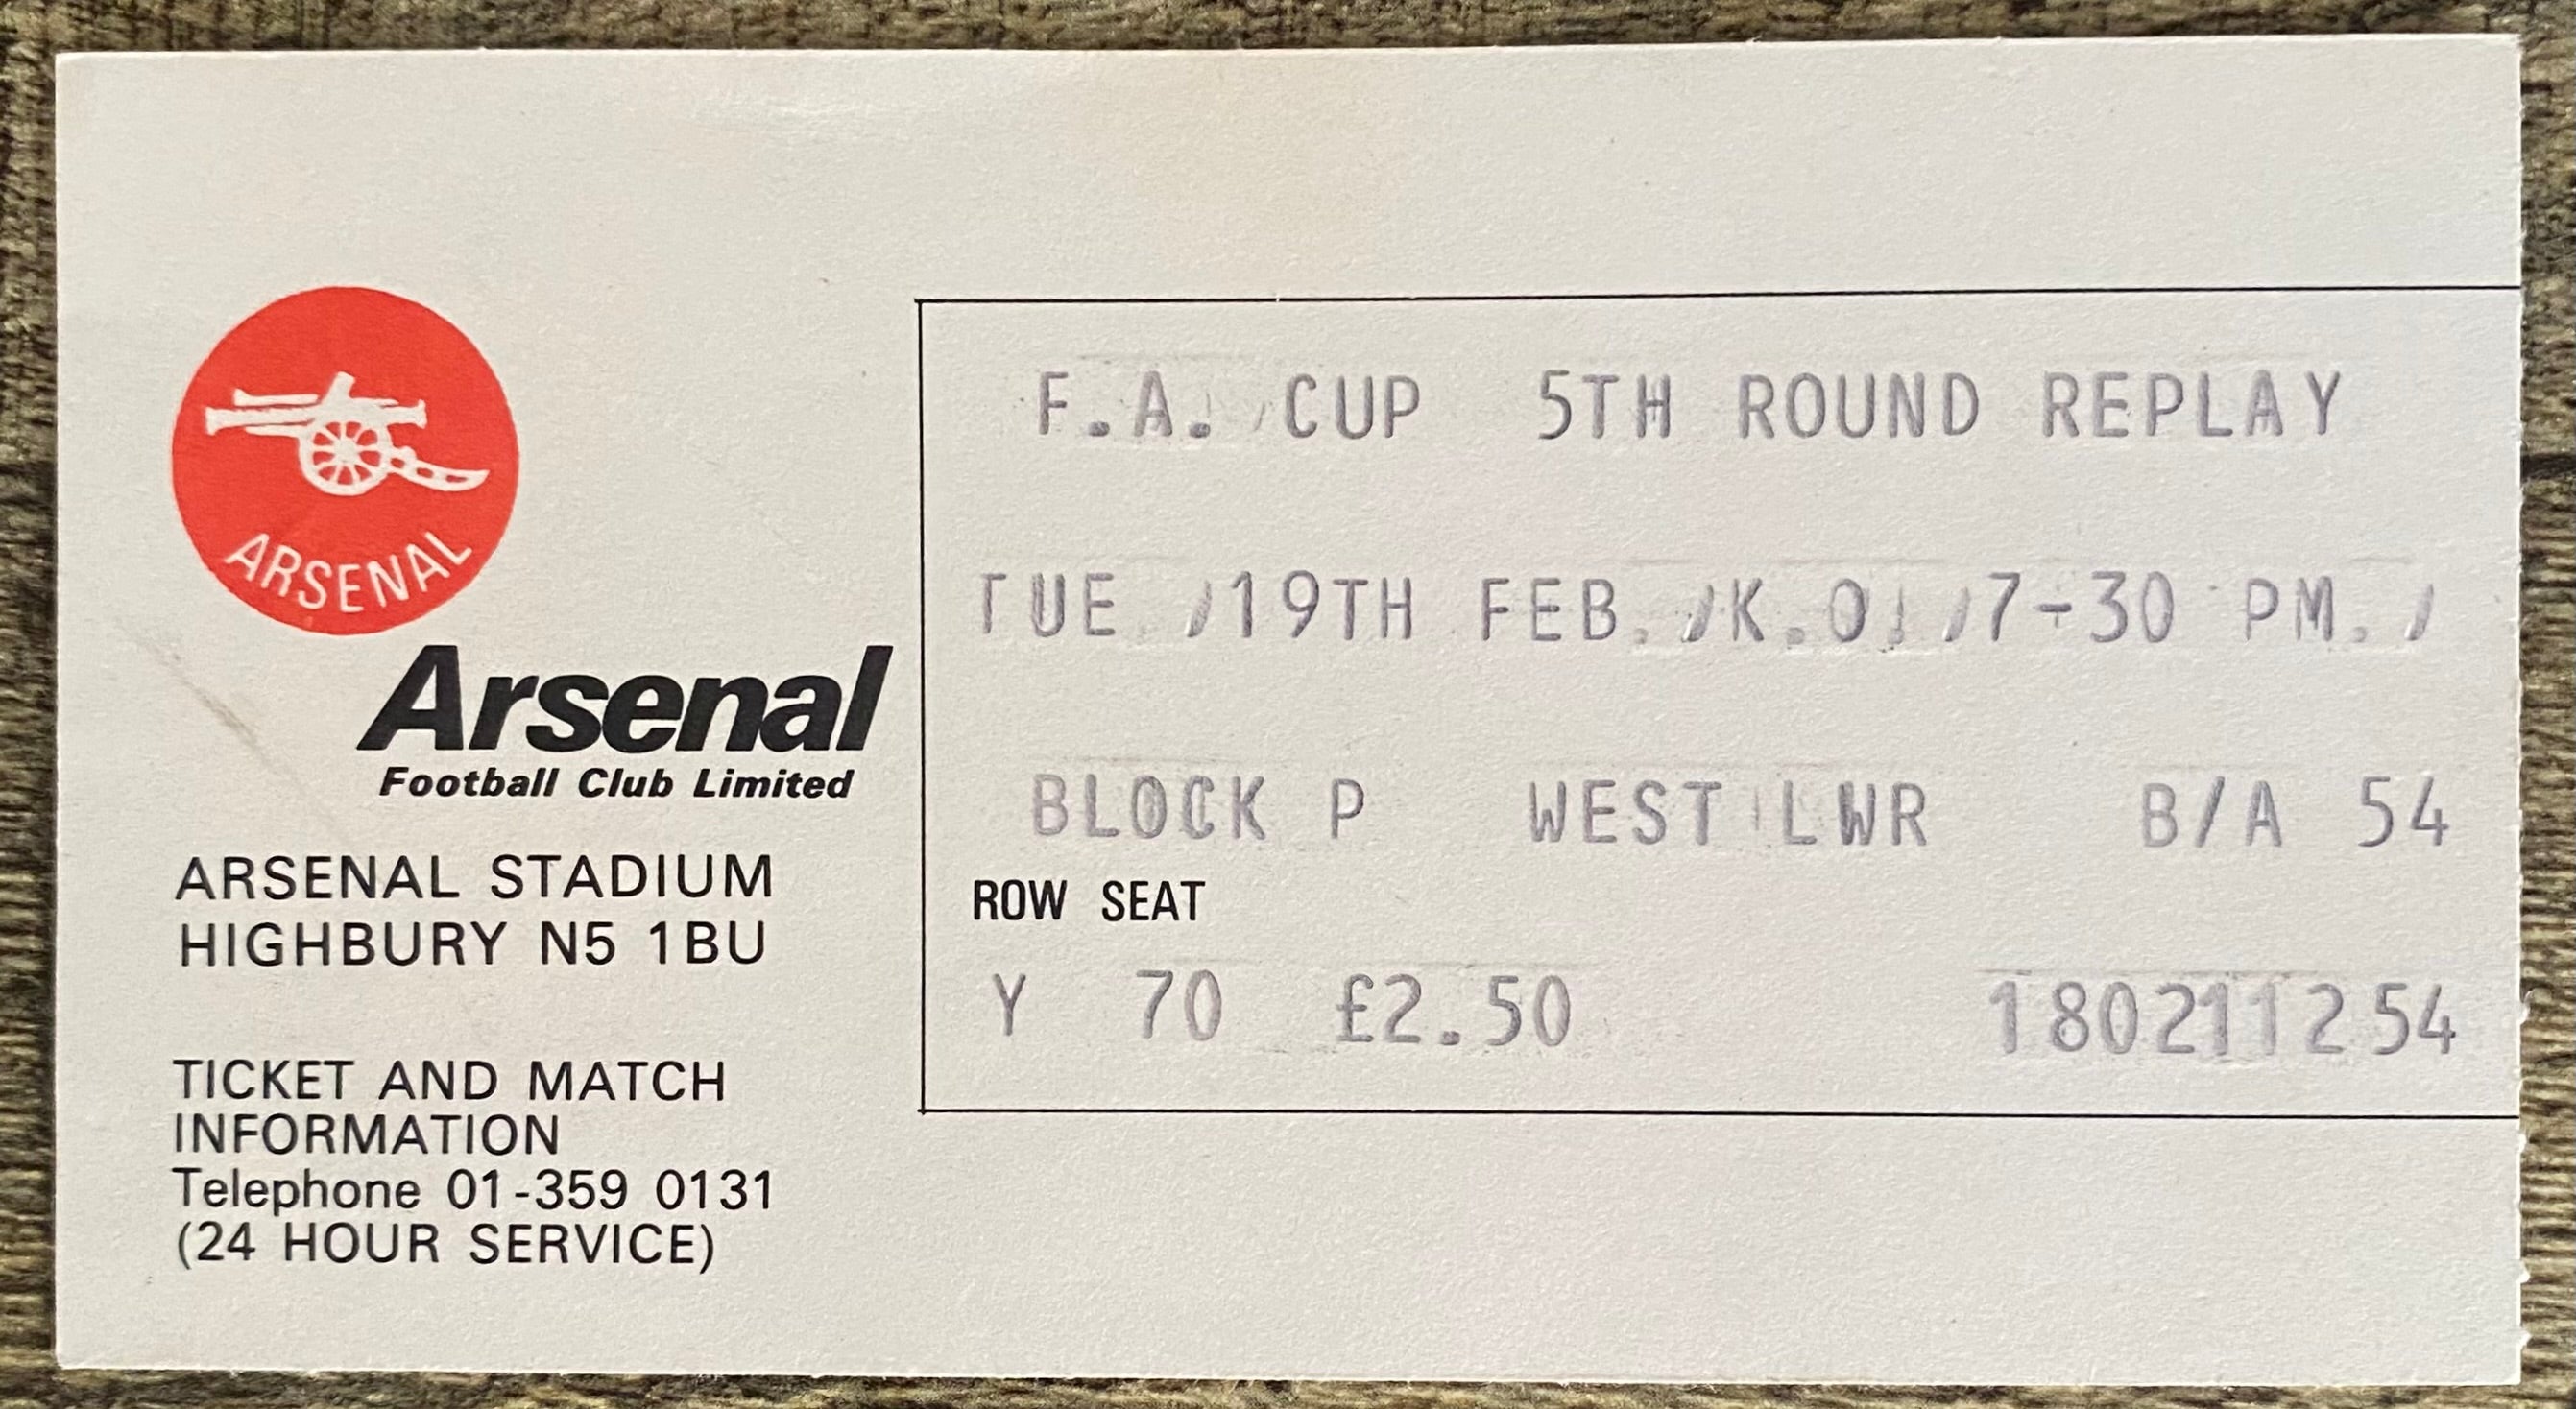 ARSENAL
Arsenal
Football Club Limited
ARSENAL STADIUM
HIGHBURY N5 1BU
TICKET AND MATCH
INFORMATION
Telephone 01-359 0131
(24 HOUR SERVICE)
F.A. CUP 5TH ROUND REPLAY
TUE 19TH FEB. K.O. 7-30 PM.
BLOCK P WEST LWR B/A 54
ROW SEAT
Y 70 £2.50 180211254